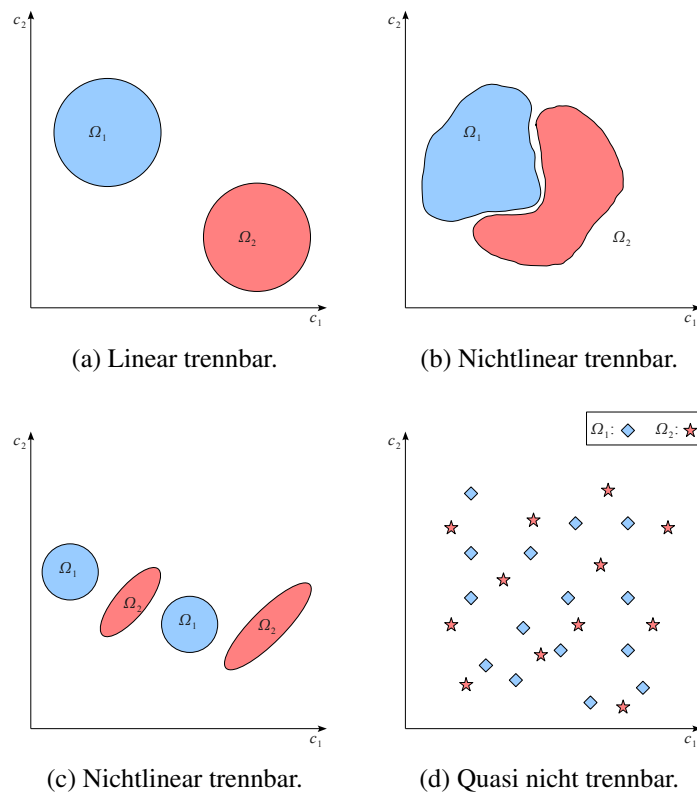 c2
Ω1
Ω2
c1
(a) Linear trennbar.
c2
Ω1
Ω2
c1
(b) Nichtlinear trennbar.
c2
Ω1
Ω2
Ω1
Ω2
c1
(c) Nichtlinear trennbar.
c2
Ω1: Ω2:
c1
(d) Quasi nicht trennbar.